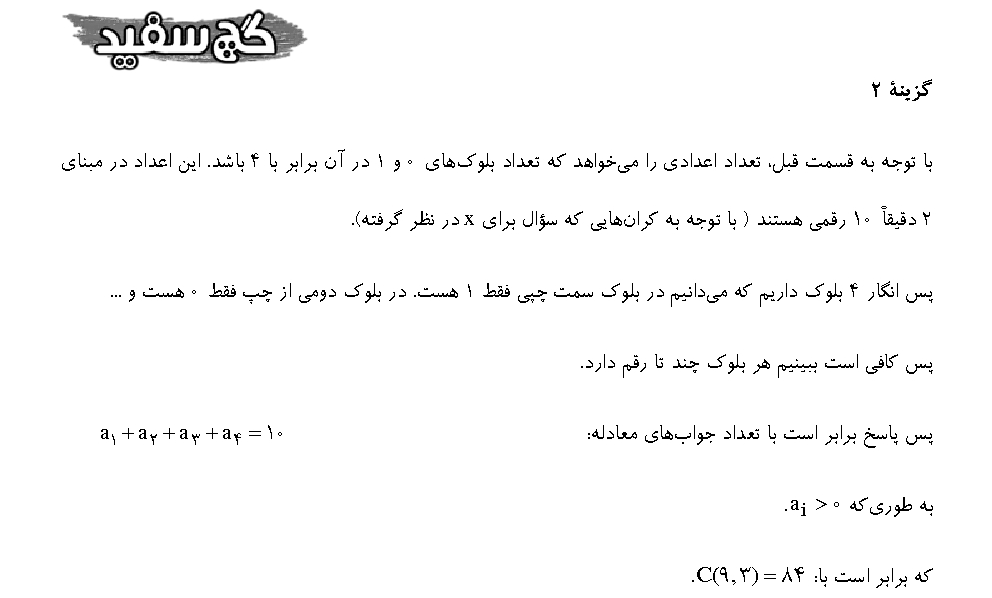 گچ سفید
گزینهٔ ۲
با توجه به قسمت قبل، تعداد اعدادی را می‌خواهد که تعداد بلوک‌های ۰ و ۱ در آن برابر با ۴ باشد. این اعداد در مبنای
۲ دقیقاً ۱۰ رقمی هستند ( با توجه به کران‌هایی که سؤال برای x در نظر گرفته).
پس انگار ۴ بلوک داریم که می‌دانیم در بلوک سمت چپی فقط ۱ هست. در بلوک دومی از چپ فقط ۰ هست و ...
پس کافی است ببینیم هر بلوک چند تا رقم دارد.
پس پاسخ برابر است با تعداد جواب‌های معادله: a₁ + a₂ + a₃ + a₄ = ۱۰
به طوری‌که aᵢ > ۰.
که برابر است با: C(۹,۳) = ۸۴.